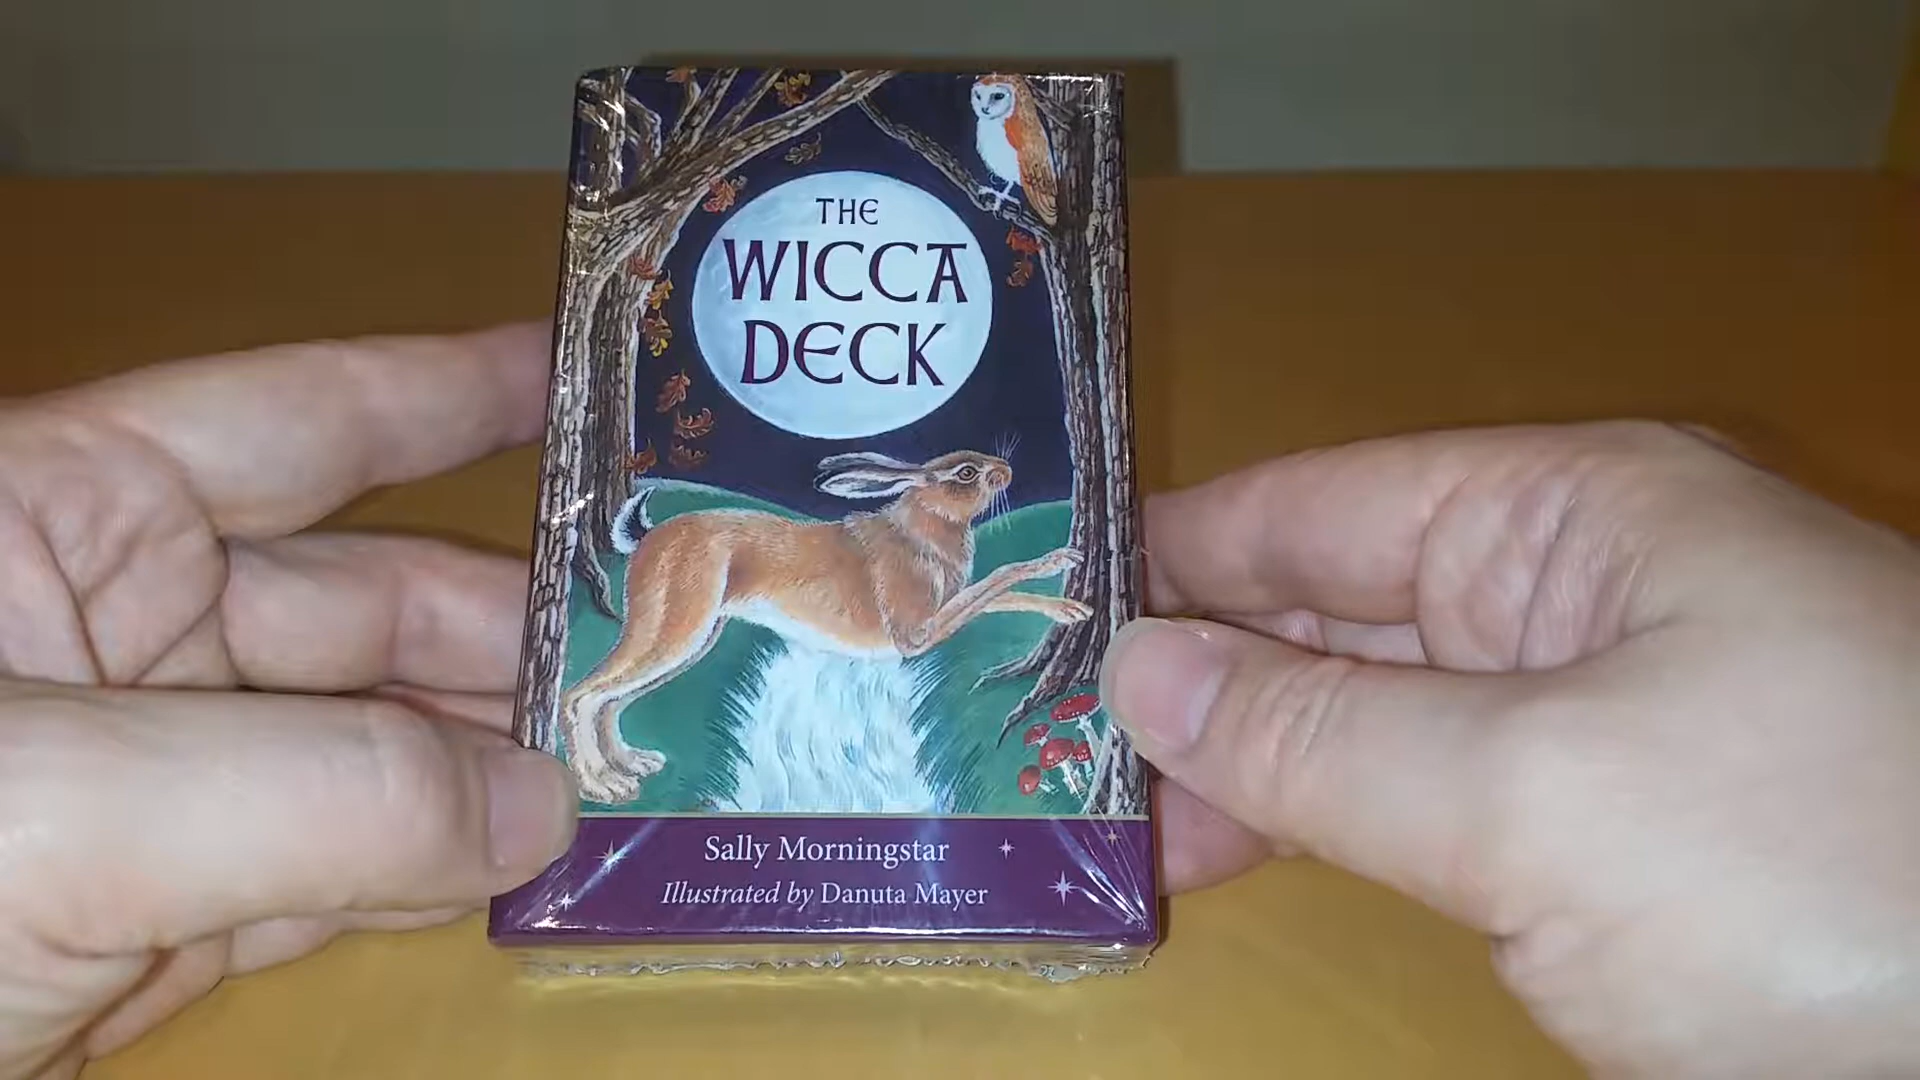 THE
WICCA
DECK
Sally Morningstar
Illustrated by Danuta Mayer